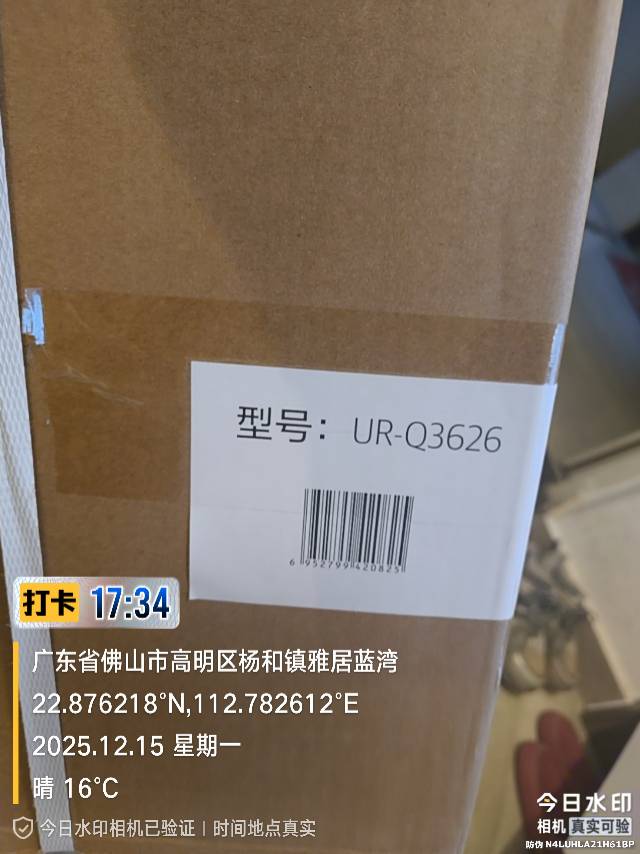 型号：UR-Q3626
6 952799 420825
打卡 17:34
广东省佛山市高明区杨和镇雅居蓝湾
22.876218°N,112.782612°E
2025.12.15 星期一
晴 16°C
今日水印相机已验证 | 时间地点真实
今日水印
相机 真实可验
防伪 N4LUHLA21H61BP